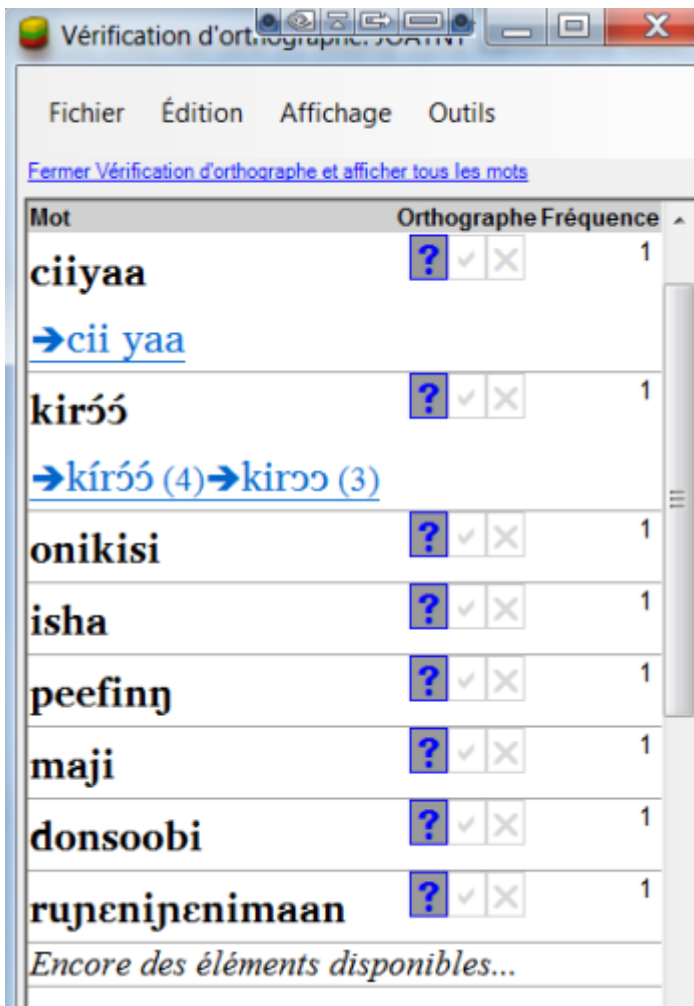 Vérification d'orthographe: JOATNT
Fichier Édition Affichage Outils
Fermer Vérification d'orthographe et afficher tous les mots
Mot Orthographe Fréquence
ciiyaa ? 1
➔cii yaa
kirɔ́ɔ́ ? 1
➔kírɔ́ɔ́ (4)➔kirɔɔ (3)
onikisi ? 1
isha ? 1
peefinŋ ? 1
maji ? 1
donsoobi ? 1
ruɲɛniɲɛnimaan ? 1
Encore des éléments disponibles...